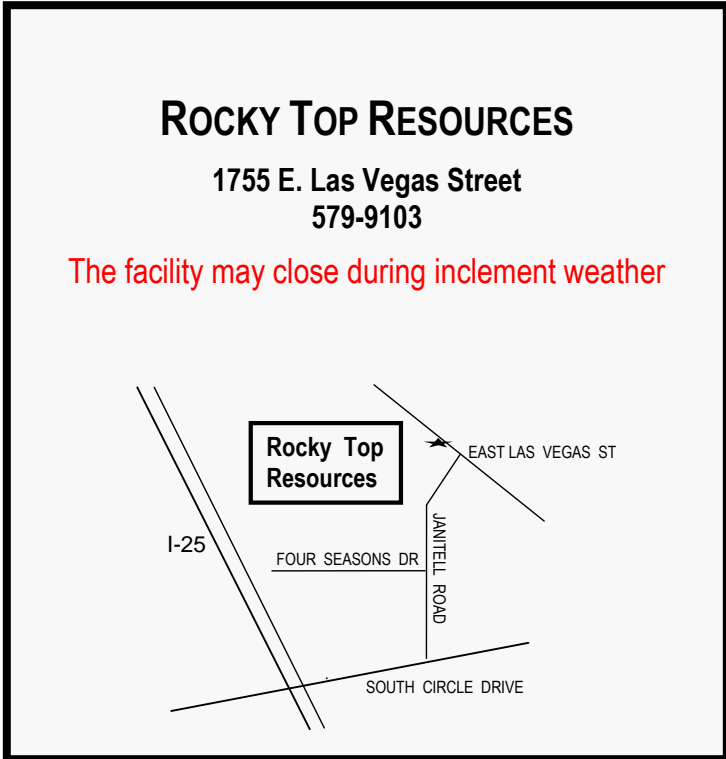 ROCKY TOP RESOURCES
1755 E. Las Vegas Street
579-9103
The facility may close during inclement weather
Rocky Top
Resources
EAST LAS VEGAS ST
I-25
FOUR SEASONS DR
JANITELL ROAD
SOUTH CIRCLE DRIVE